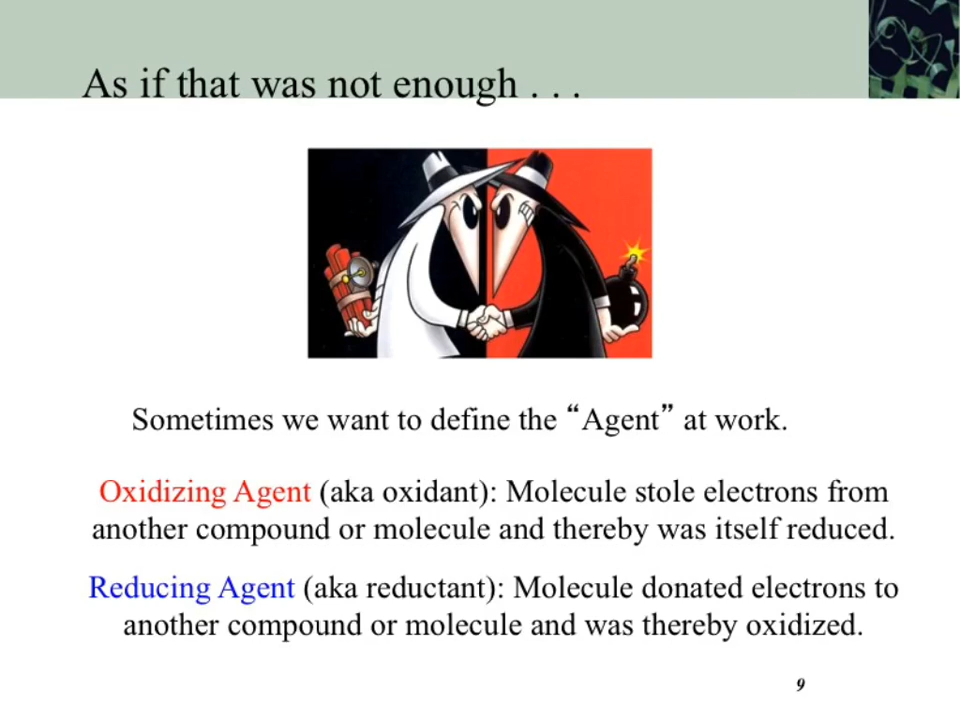 As if that was not enough . . .
Sometimes we want to define the “Agent” at work.
Oxidizing Agent (aka oxidant): Molecule stole electrons from
another compound or molecule and thereby was itself reduced.
Reducing Agent (aka reductant): Molecule donated electrons to
another compound or molecule and was thereby oxidized.
9